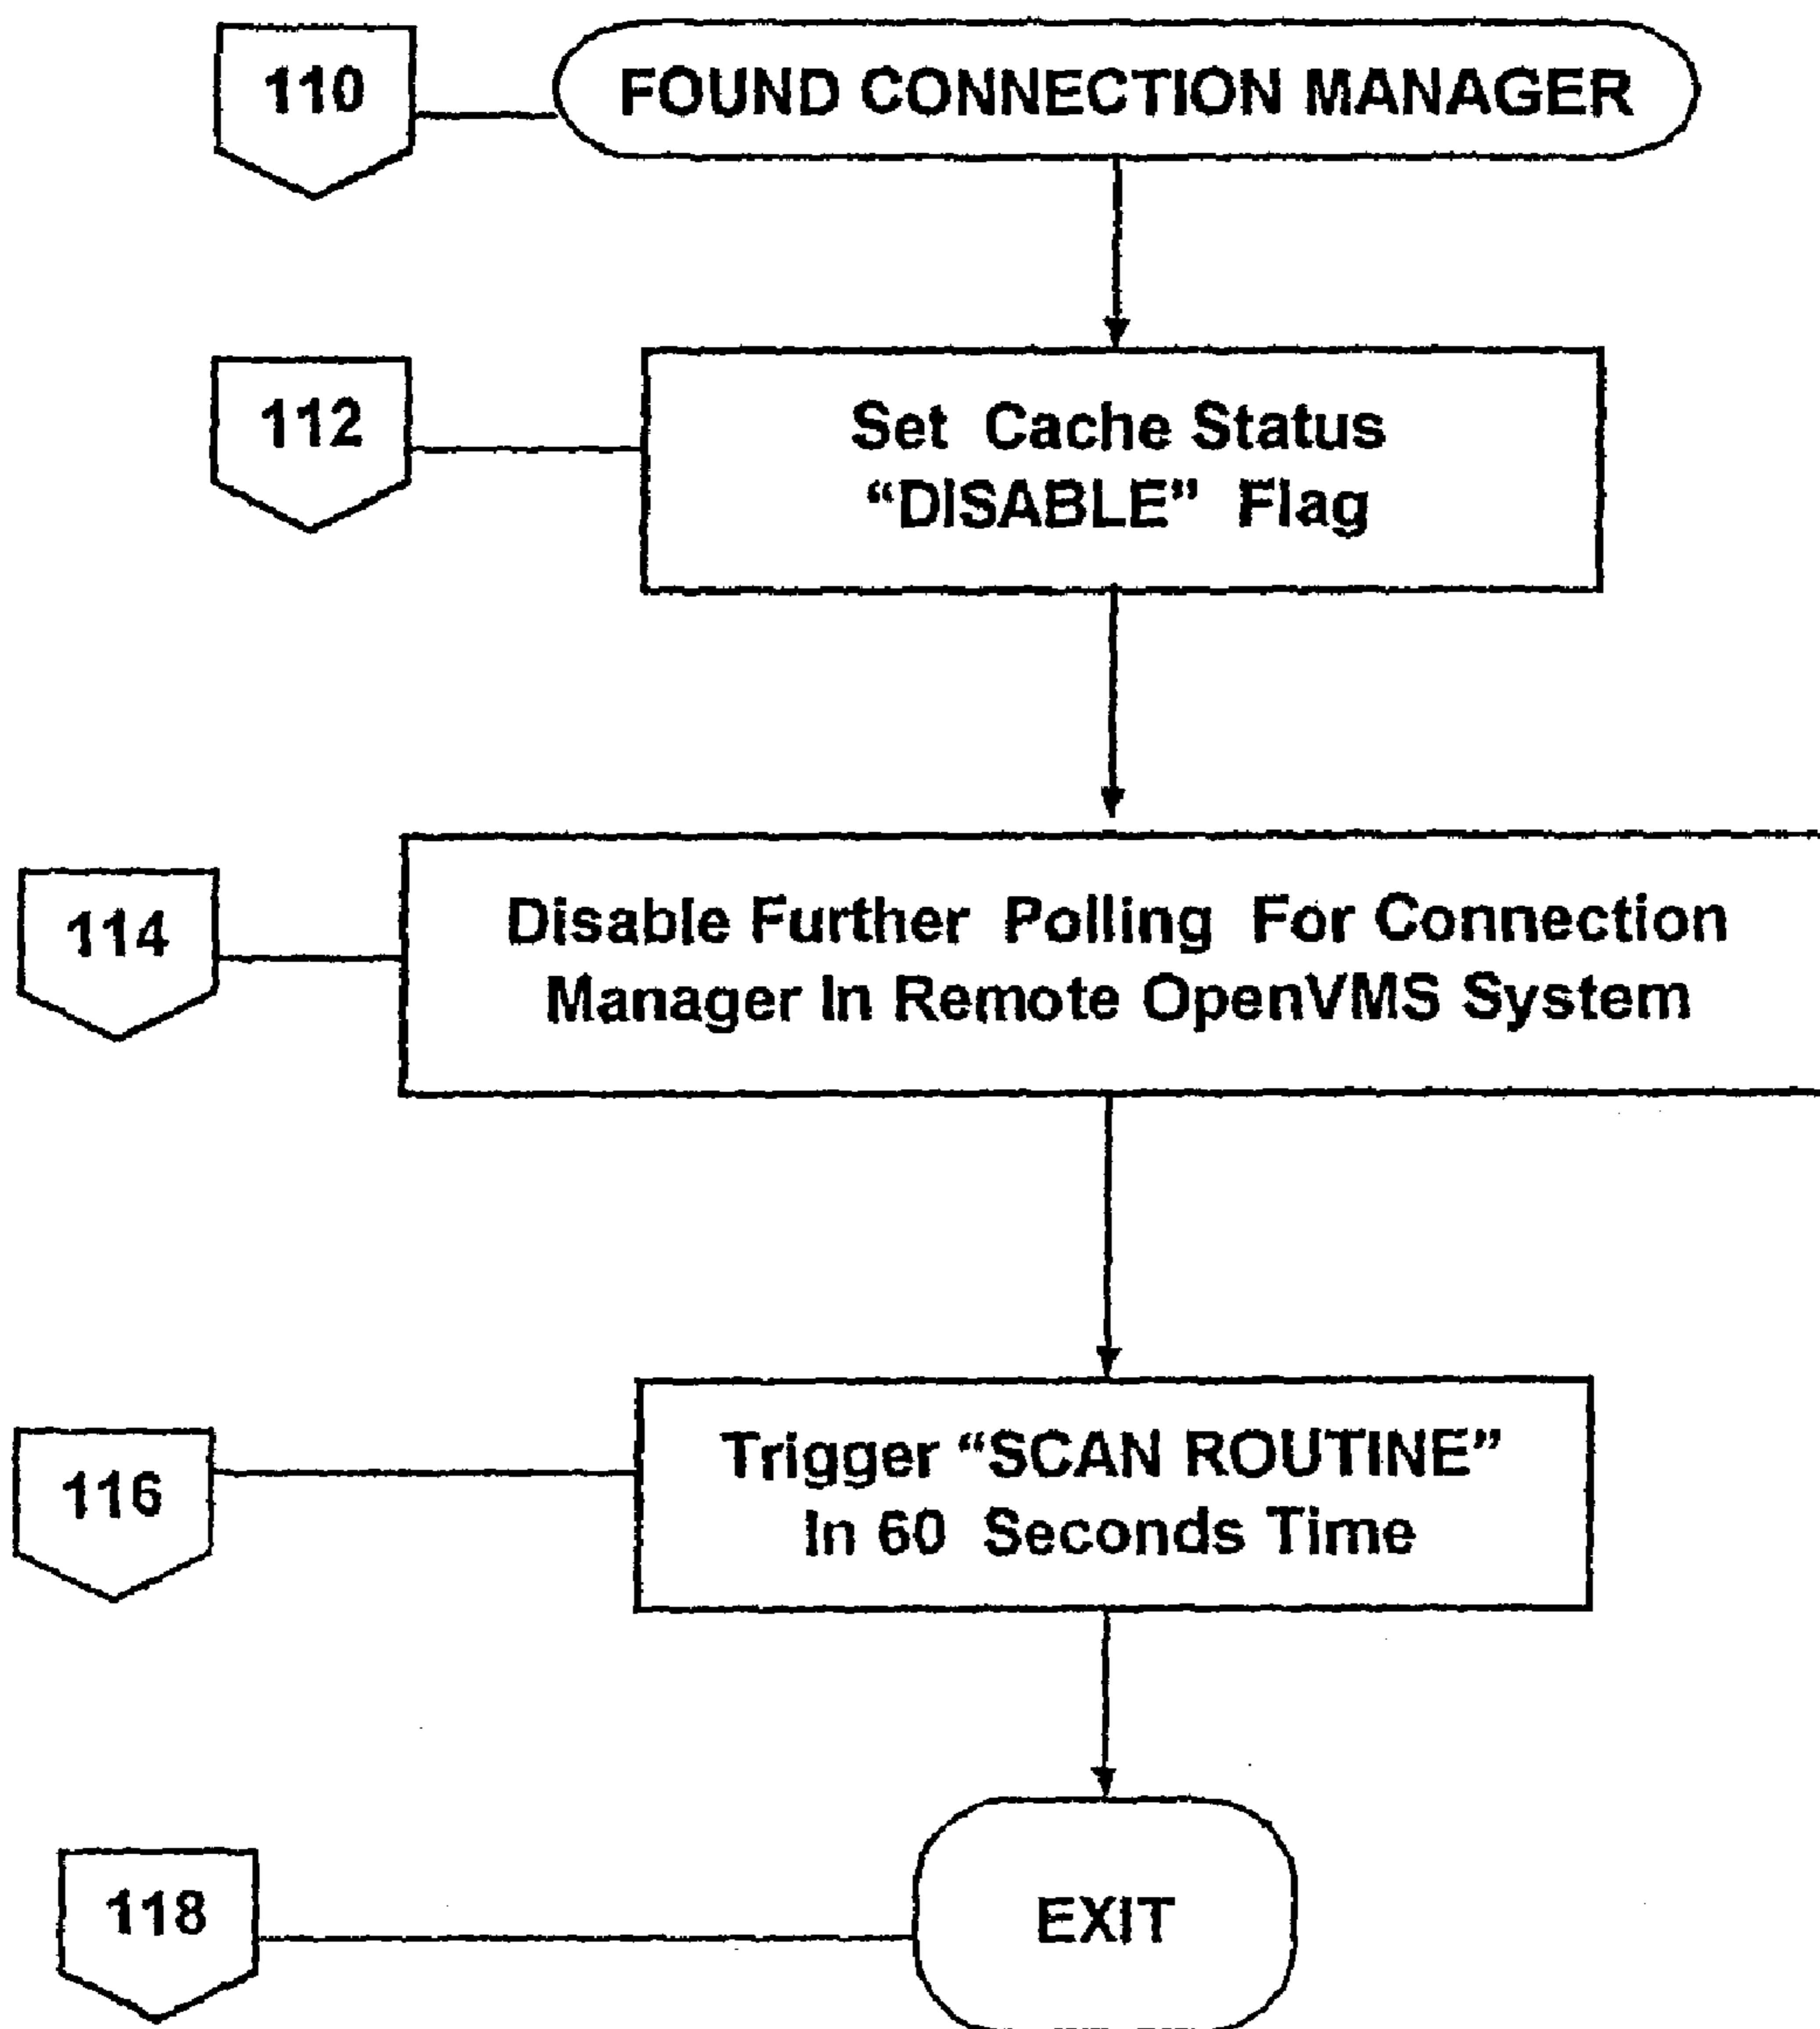 110
FOUND CONNECTION MANAGER
112
Set Cache Status
“DISABLE” Flag
114
Disable Further Polling For Connection
Manager In Remote OpenVMS System
116
Trigger “SCAN ROUTINE”
In 60 Seconds Time
118
EXIT